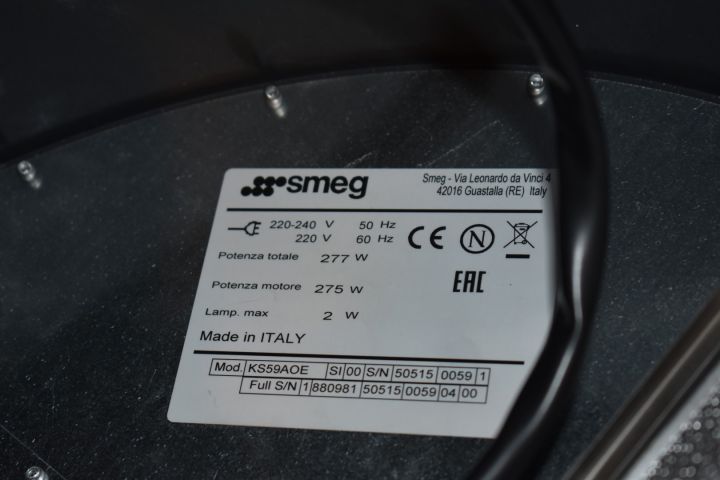 smeg
Smeg - Via Leonardo da Vinci 4
42016 Guastalla (RE) Italy
220-240 V 50 Hz
220 V 60 Hz
CE N
Potenza totale 277 W
EAC
Potenza motore 275 W
Lamp. max 2 W
Made in ITALY
Mod. KS59AOE SI 00 S/N 50515 0059 1
Full S/N 1 880981 50515 0059 04 00